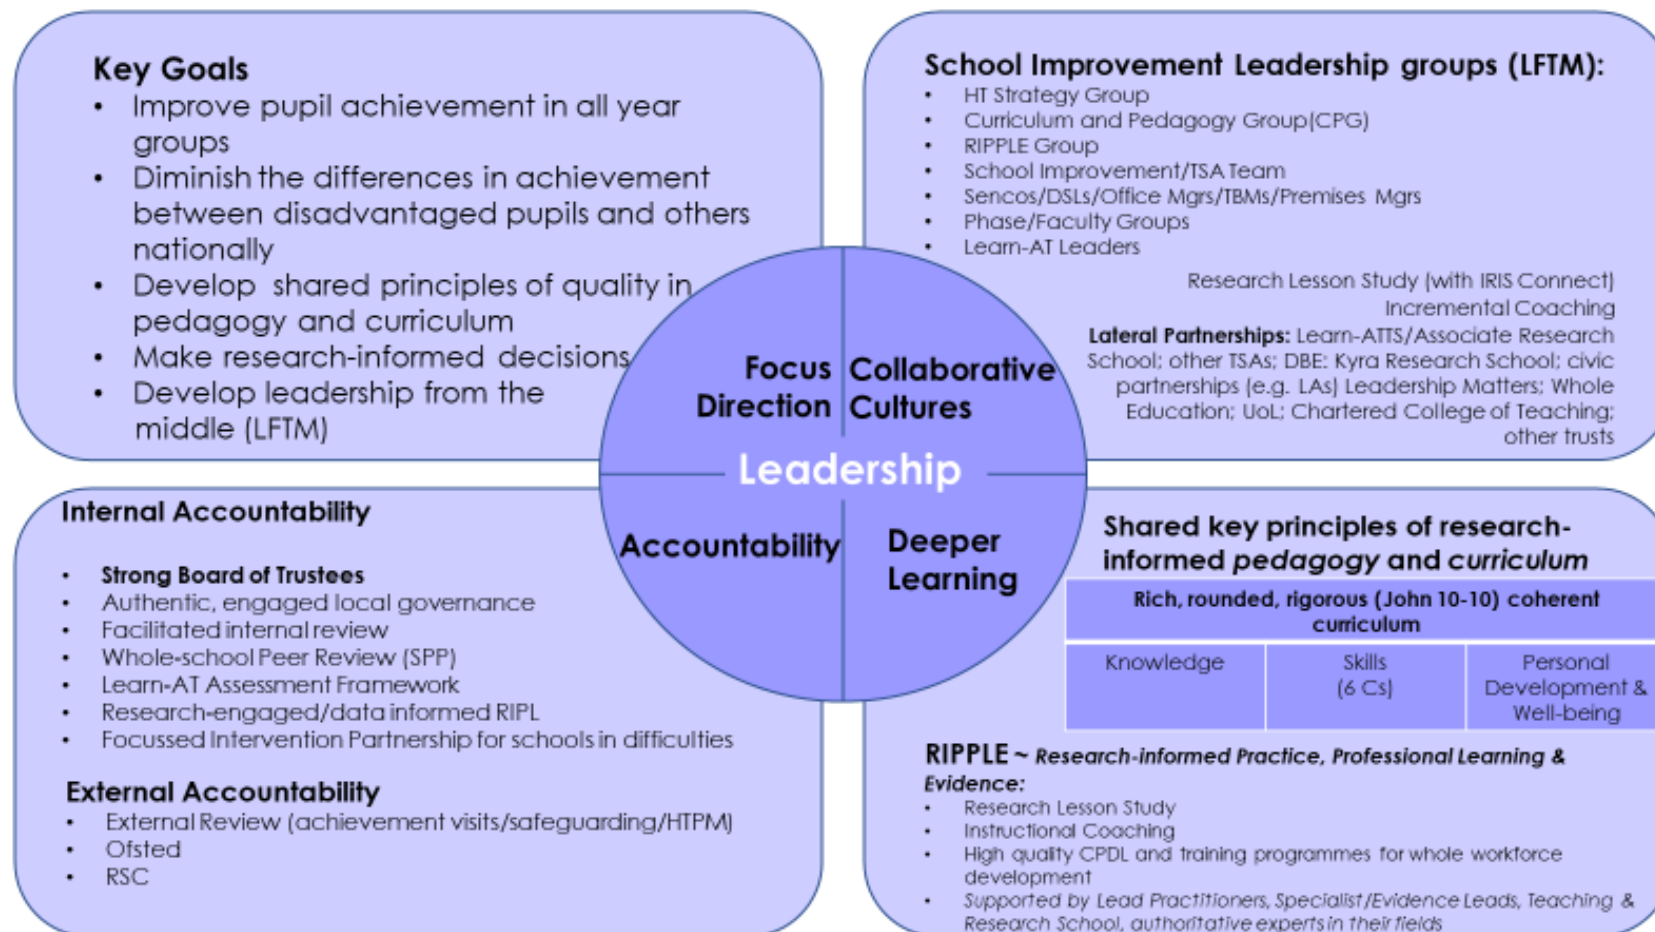 Key Goals
• Improve pupil achievement in all year
groups
• Diminish the differences in achievement
between disadvantaged pupils and others
nationally
• Develop shared principles of quality in
pedagogy and curriculum
• Make research-informed decisions
• Develop leadership from the
middle (LFTM)
School Improvement Leadership groups (LFTM):
• HT Strategy Group
• Curriculum and Pedagogy Group(CPG)
• RIPPLE Group
• School Improvement/TSA Team
• Sencos/DSLs/Office Mgrs/TBMs/Premises Mgrs
• Phase/Faculty Groups
• Learn-AT Leaders
Research Lesson Study (with IRIS Connect)
Incremental Coaching
Lateral Partnerships: Learn-ATTS/Associate Research
School; other TSAs; DBE: Kyra Research School; civic
partnerships (e.g. LAs) Leadership Matters; Whole
Education; UoL; Chartered College of Teaching;
other trusts
Focus
Direction
Collaborative
Cultures
Leadership
Accountability
Deeper
Learning
Internal Accountability
• Strong Board of Trustees
• Authentic, engaged local governance
• Facilitated internal review
• Whole-school Peer Review (SPP)
• Learn-AT Assessment Framework
• Research-engaged/data informed RIPL
• Focussed Intervention Partnership for schools in difficulties
External Accountability
• External Review (achievement visits/safeguarding/HTPM)
• Ofsted
• RSC
Shared key principles of research-
informed pedagogy and curriculum
Rich, rounded, rigorous (John 10-10) coherent
curriculum
Knowledge
Skills
(6 Cs)
Personal
Development &
Well-being
RIPPLE ~ Research-informed Practice, Professional Learning &
Evidence:
• Research Lesson Study
• Instructional Coaching
• High quality CPDL and training programmes for whole workforce
development
• Supported by Lead Practitioners, Specialist/Evidence Leads, Teaching &
Research School, authoritative experts in their fields